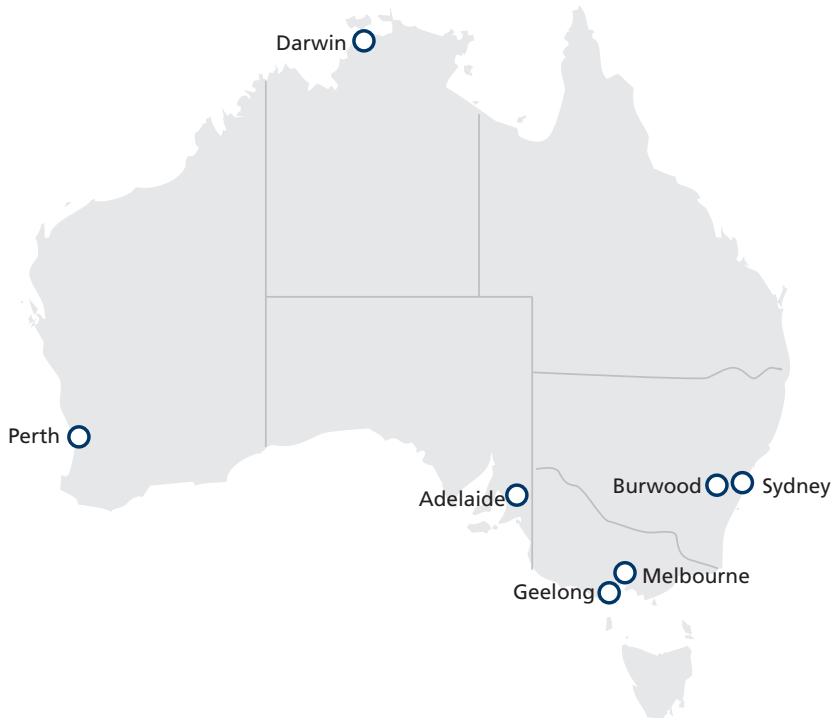 Darwin
Perth
Adelaide
Burwood
Sydney
Melbourne
Geelong